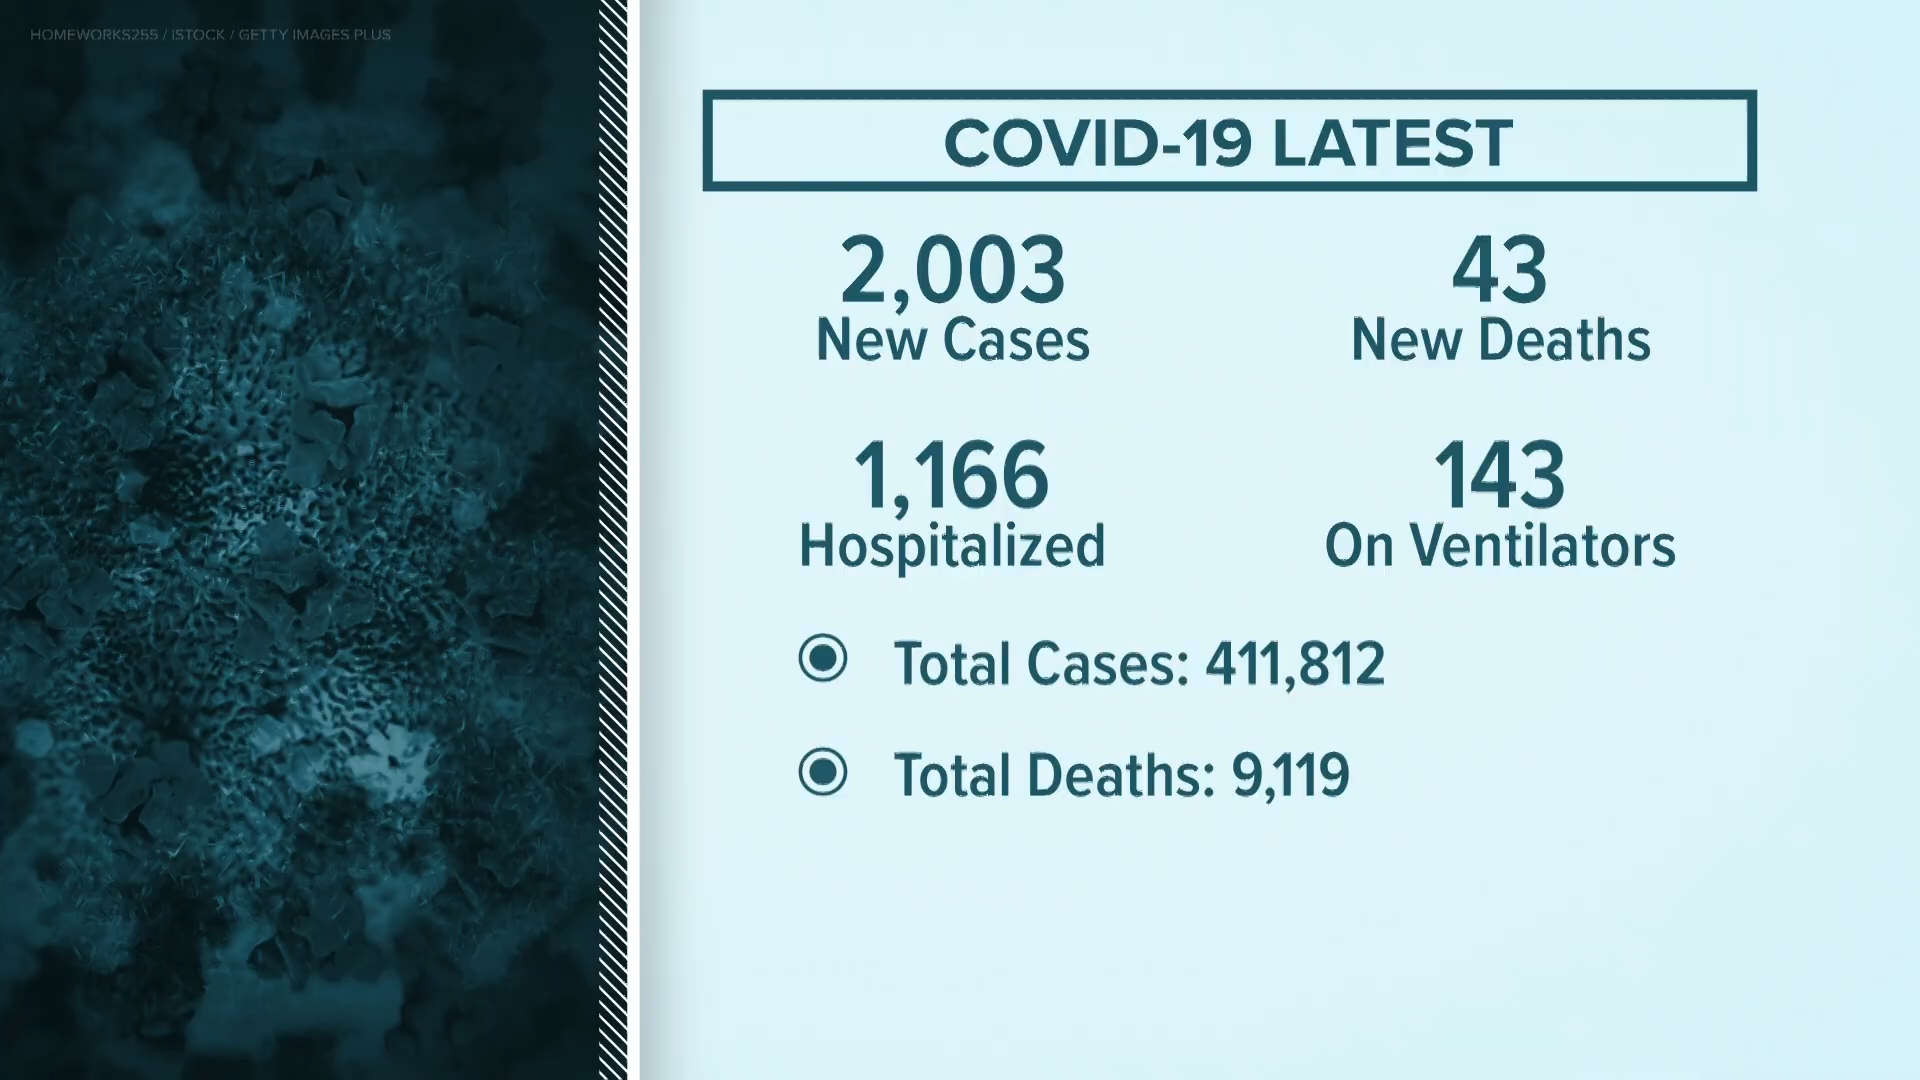 HOMEWORKS255 / ISTOCK / GETTY IMAGES PLUS
COVID-19 LATEST
2,003
New Cases
43
New Deaths
1,166
Hospitalized
143
On Ventilators
Total Cases: 411,812
Total Deaths: 9,119